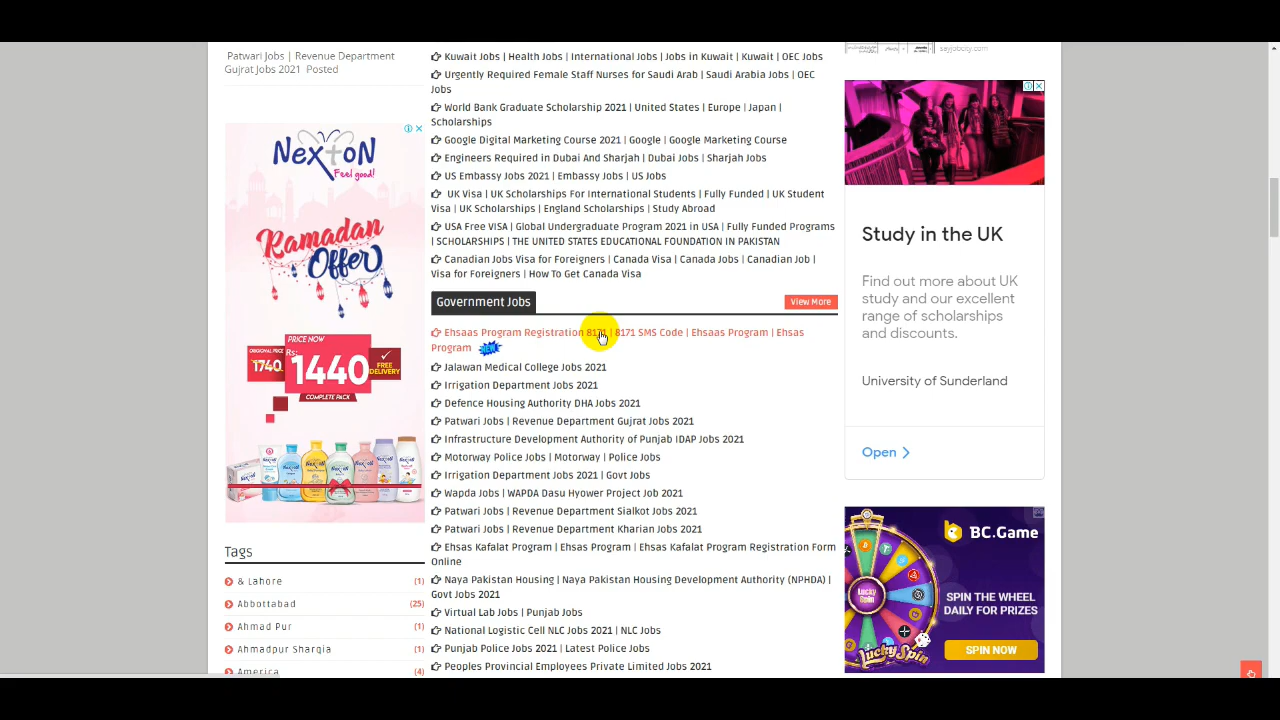 Patwari Jobs | Revenue Department
Gujrat Jobs 2021 Posted
NEXTON
Feel good!
Ramadan
Offer
ORIGIONAL PRICE
1740
PRICE NOW
Rs:
1440
COMPLETE PACK
FREE
DELIVERY
Tags
& Lahore (1)
Abbottabad (25)
Ahmad Pur (1)
Ahmadpur Sharqia (1)
America (4)
Kuwait Jobs | Health Jobs | International Jobs | Jobs in Kuwait | Kuwait | OEC Jobs
Urgently Required Female Staff Nurses for Saudi Arab | Saudi Arabia Jobs | OEC
Jobs
World Bank Graduate Scholarship 2021 | United States | Europe | Japan |
Scholarships
Google Digital Marketing Course 2021 | Google | Google Marketing Course
Engineers Required in Dubai And Sharjah | Dubai Jobs | Sharjah Jobs
US Embassy Jobs 2021 | Embassy Jobs | US Jobs
UK Visa | UK Scholarships For International Students | Fully Funded | UK Student
Visa | UK Scholarships | England Scholarships | Study Abroad
USA Free VISA | Global Undergraduate Program 2021 in USA | Fully Funded Programs
| SCHOLARSHIPS | THE UNITED STATES EDUCATIONAL FOUNDATION IN PAKISTAN
Canadian Jobs Visa for Foreigners | Canada Visa | Canada Jobs | Canadian Job |
Visa for Foreigners | How To Get Canada Visa
Government Jobs
View More
Ehsaas Program Registration 8171 | 8171 SMS Code | Ehsaas Program | Ehsas
Program NEW
Jalawan Medical College Jobs 2021
Irrigation Department Jobs 2021
Defence Housing Authority DHA Jobs 2021
Patwari Jobs | Revenue Department Gujrat Jobs 2021
Infrastructure Development Authority of Punjab IDAP Jobs 2021
Motorway Police Jobs | Motorway | Police Jobs
Irrigation Department Jobs 2021 | Govt Jobs
Wapda Jobs | WAPDA Dasu Hyower Project Job 2021
Patwari Jobs | Revenue Department Sialkot Jobs 2021
Patwari Jobs | Revenue Department Kharian Jobs 2021
Ehsas Kafalat Program | Ehsas Program | Ehsas Kafalat Program Registration Form
Online
Naya Pakistan Housing | Naya Pakistan Housing Development Authority (NPHDA) |
Govt Jobs 2021
Virtual Lab Jobs | Punjab Jobs
National Logistic Cell NLC Jobs 2021 | NLC Jobs
Punjab Police Jobs 2021 | Latest Police Jobs
Peoples Provincial Employees Private Limited Jobs 2021
sayjobcity.com
Study in the UK
Find out more about UK
study and our excellent
range of scholarships
and discounts.
University of Sunderland
Open
BC.Game
SPIN THE WHEEL
DAILY FOR PRIZES
SPIN NOW
Lucky Spin